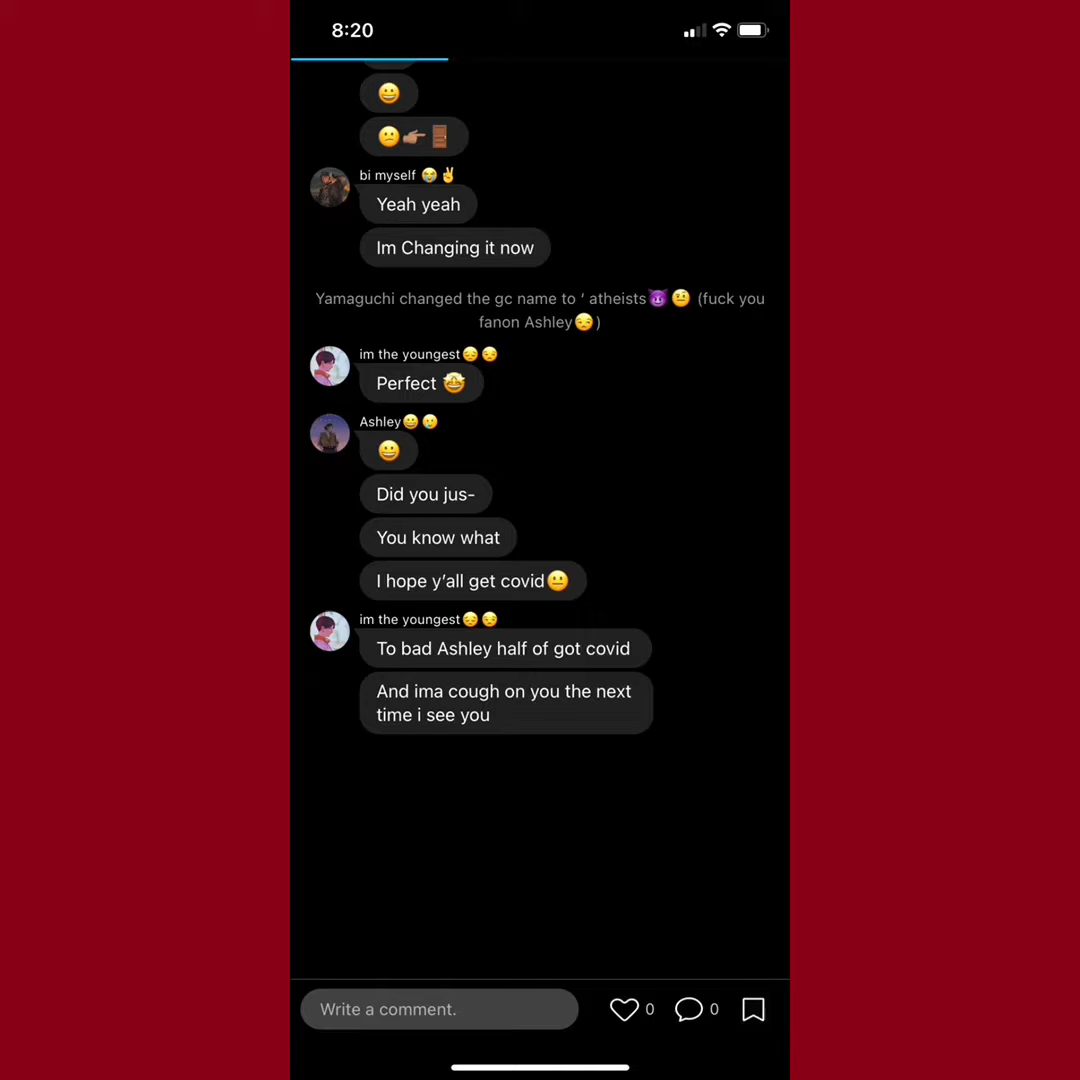 8:20
😀
😕👉🏽🚪
bi myself 😭✌
Yeah yeah
Im Changing it now
Yamaguchi changed the gc name to ‘ atheists😈🤨 (fuck you
fanon Ashley😒)
im the youngest😔😒
Perfect 🤩
Ashley😀🥲
😀
Did you jus-
You know what
I hope y’all get covid😐
im the youngest😔😒
To bad Ashley half of got covid
And ima cough on you the next
time i see you
Write a comment.
0
0